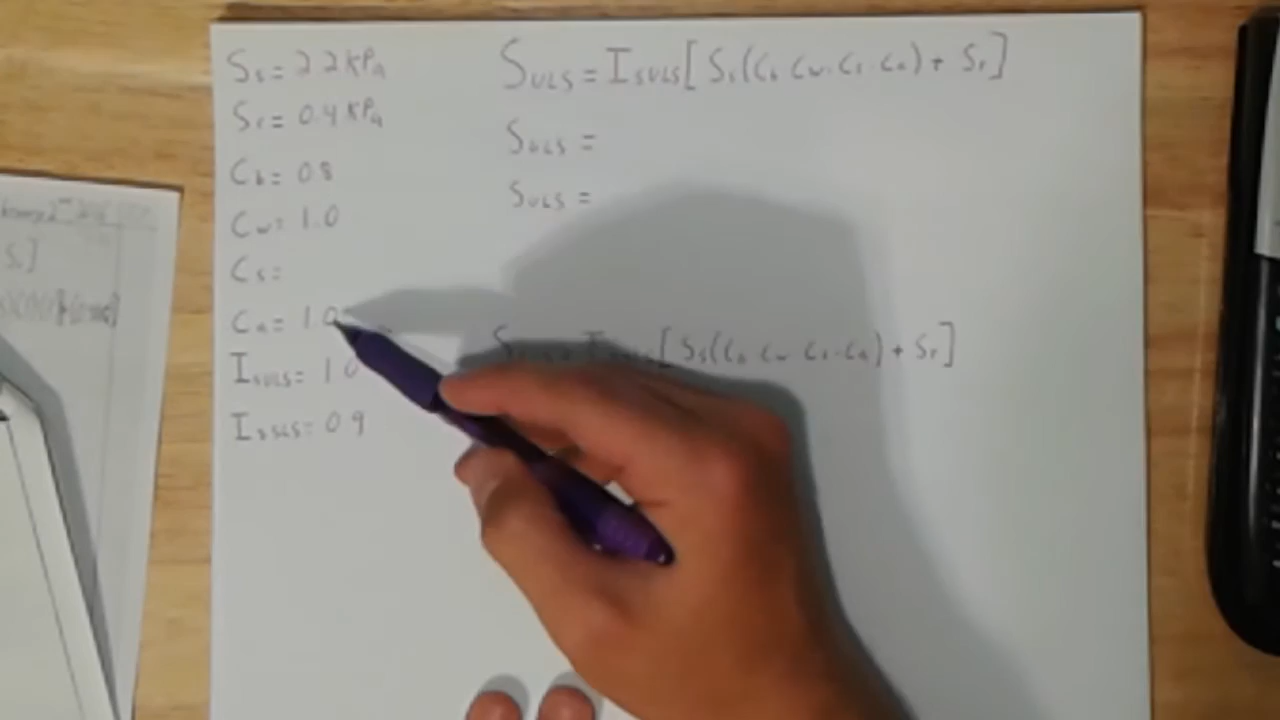 Ss = 2.2 kPa
Sr = 0.4 kPa
Cb = 0.8
Cw = 1.0
Cs =
Ca = 1.0
ISULS = 1.0
ISSLS = 0.9
SULS = ISULS[ Ss(Cb·Cw·Cs·Ca) + Sr]
SULS =
SULS =
[Ss(Cb·Cw·Cs·Ca) + Sr]